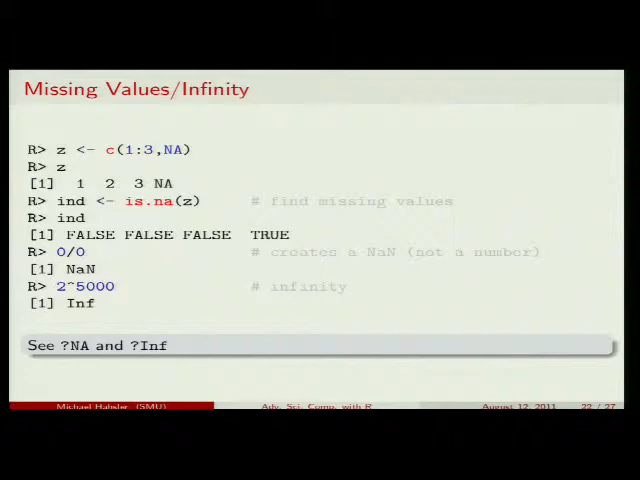 Missing Values/Infinity
R> z <- c(1:3,NA)
R> z
[1] 1 2 3 NA
R> ind <- is.na(z) # find missing values
R> ind
[1] FALSE FALSE FALSE TRUE
R> 0/0 # creates a NaN (not a number)
[1] NaN
R> 2^5000 # infinity
[1] Inf
See ?NA and ?Inf
Michael Hahsler (SMU) Adv. Sci. Comp. with R August 12, 2011 22 / 27